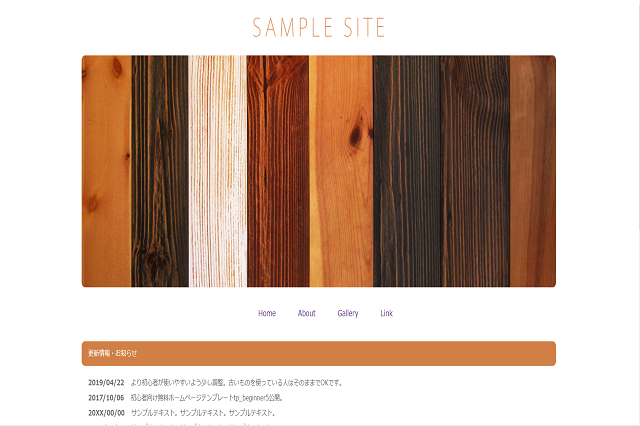 SAMPLE SITE
Home About Gallery Link
更新情報・お知らせ
2019/04/22 より初心者が使いやすいよう少し調整。古いものを使っている人はそのままでOKです。
2017/10/06 初心者向け無料ホームページテンプレートtp_beginner5公開。
20XX/00/00 サンプルテキスト。サンプルテキスト。サンプルテキスト。